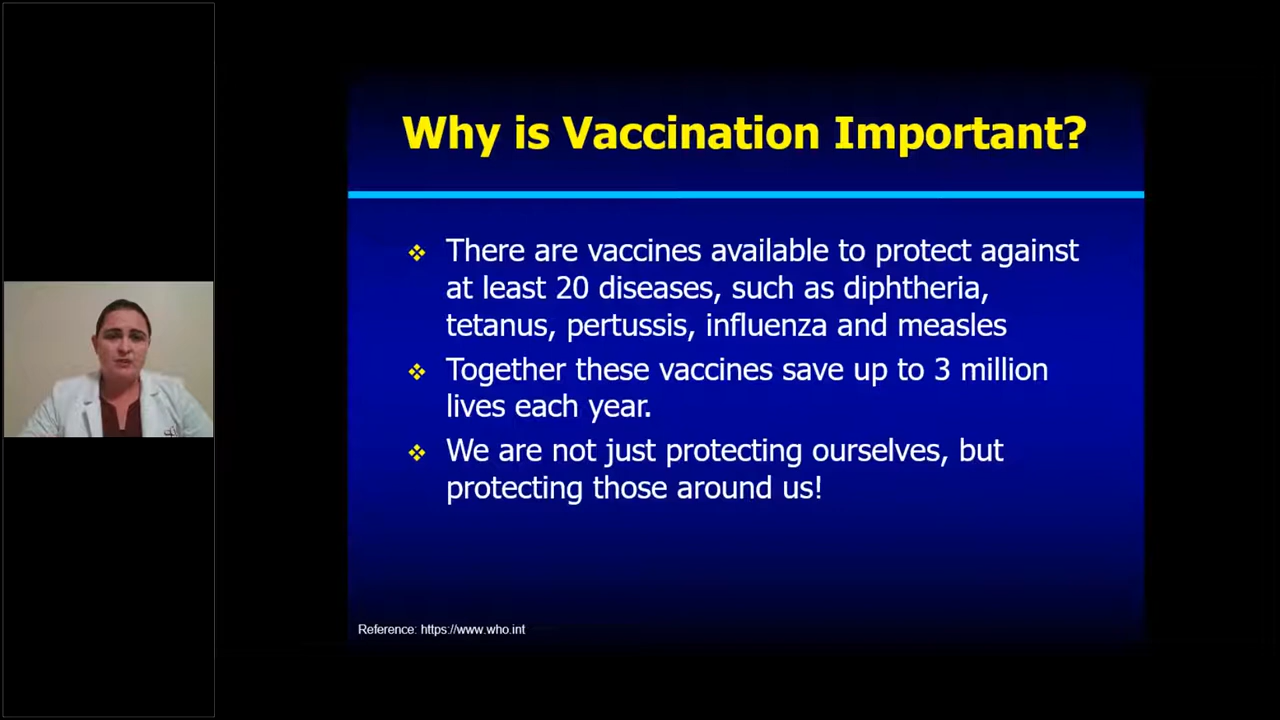 Why is Vaccination Important?
There are vaccines available to protect against
at least 20 diseases, such as diphtheria,
tetanus, pertussis, influenza and measles
Together these vaccines save up to 3 million
lives each year.
We are not just protecting ourselves, but
protecting those around us!
Reference: https://www.who.int